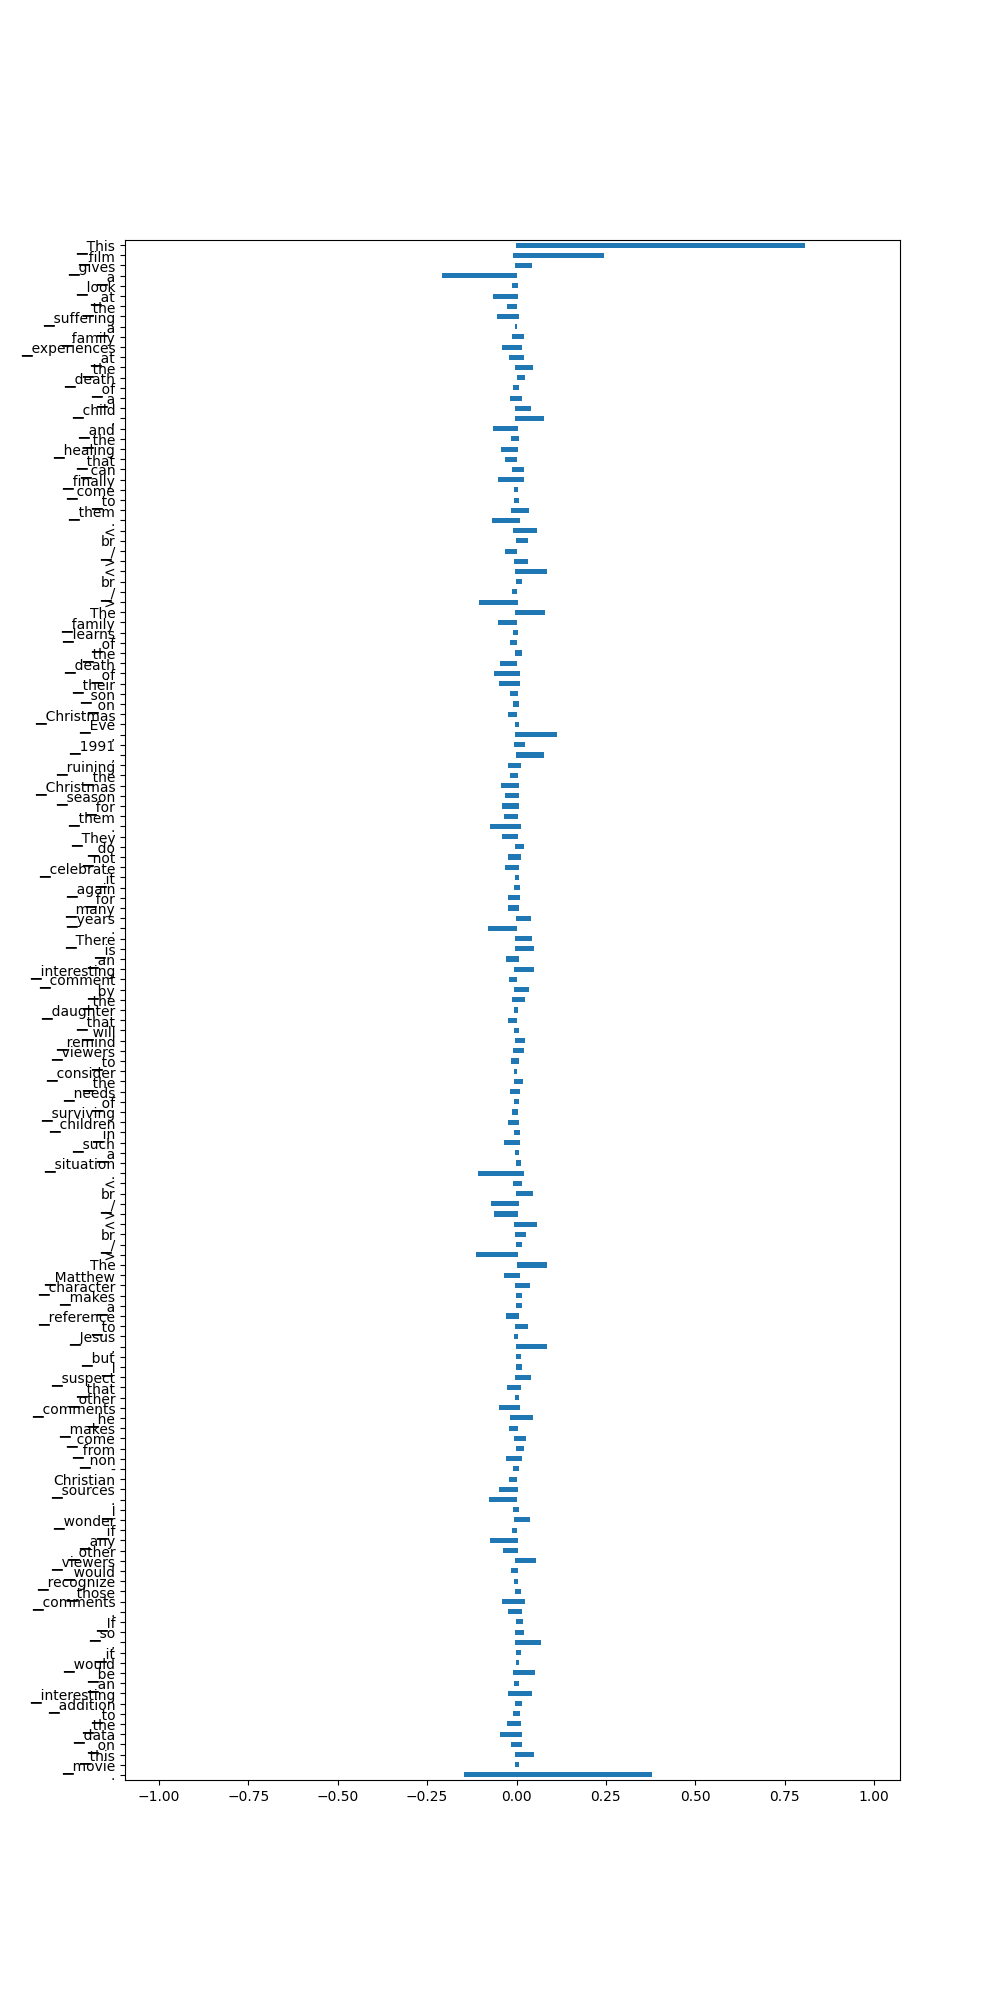 This
_film
_gives
_a
_look
_at
_the
_suffering
_a
_family
_experiences
_at
_the
_death
_of
_a
_child
,
_and
_the
_healing
_that
_can
_finally
_come
_to
_them
.
<
br
_/
>
<
br
_/
>
The
_family
_learns
_of
_the
_death
_of
_their
_son
_on
_Christmas
_Eve
,
_1991
,
_ruining
_the
_Christmas
_season
_for
_them
.
_They
_do
_not
_celebrate
_it
_again
_for
_many
_years
.
_There
_is
_an
_interesting
_comment
_by
_the
_daughter
_that
_will
_remind
_viewers
_to
_consider
_the
_needs
_of
_surviving
_children
_in
_such
_a
_situation
.
<
br
_/
>
<
br
_/
>
The
_Matthew
_character
_makes
_a
_reference
_to
_Jesus
,
_but
_I
_suspect
_that
_other
_comments
_he
_makes
_come
_from
_non
-
Christian
_sources
.
_I
_wonder
_if
_any
_other
_viewers
_would
_recognize
_those
_comments
.
_If
_so
,
_it
_would
_be
_an
_interesting
_addition
_to
_the
_data
_on
_this
_movie
.
−1.00 −0.75 −0.50 −0.25 0.00 0.25 0.50 0.75 1.00